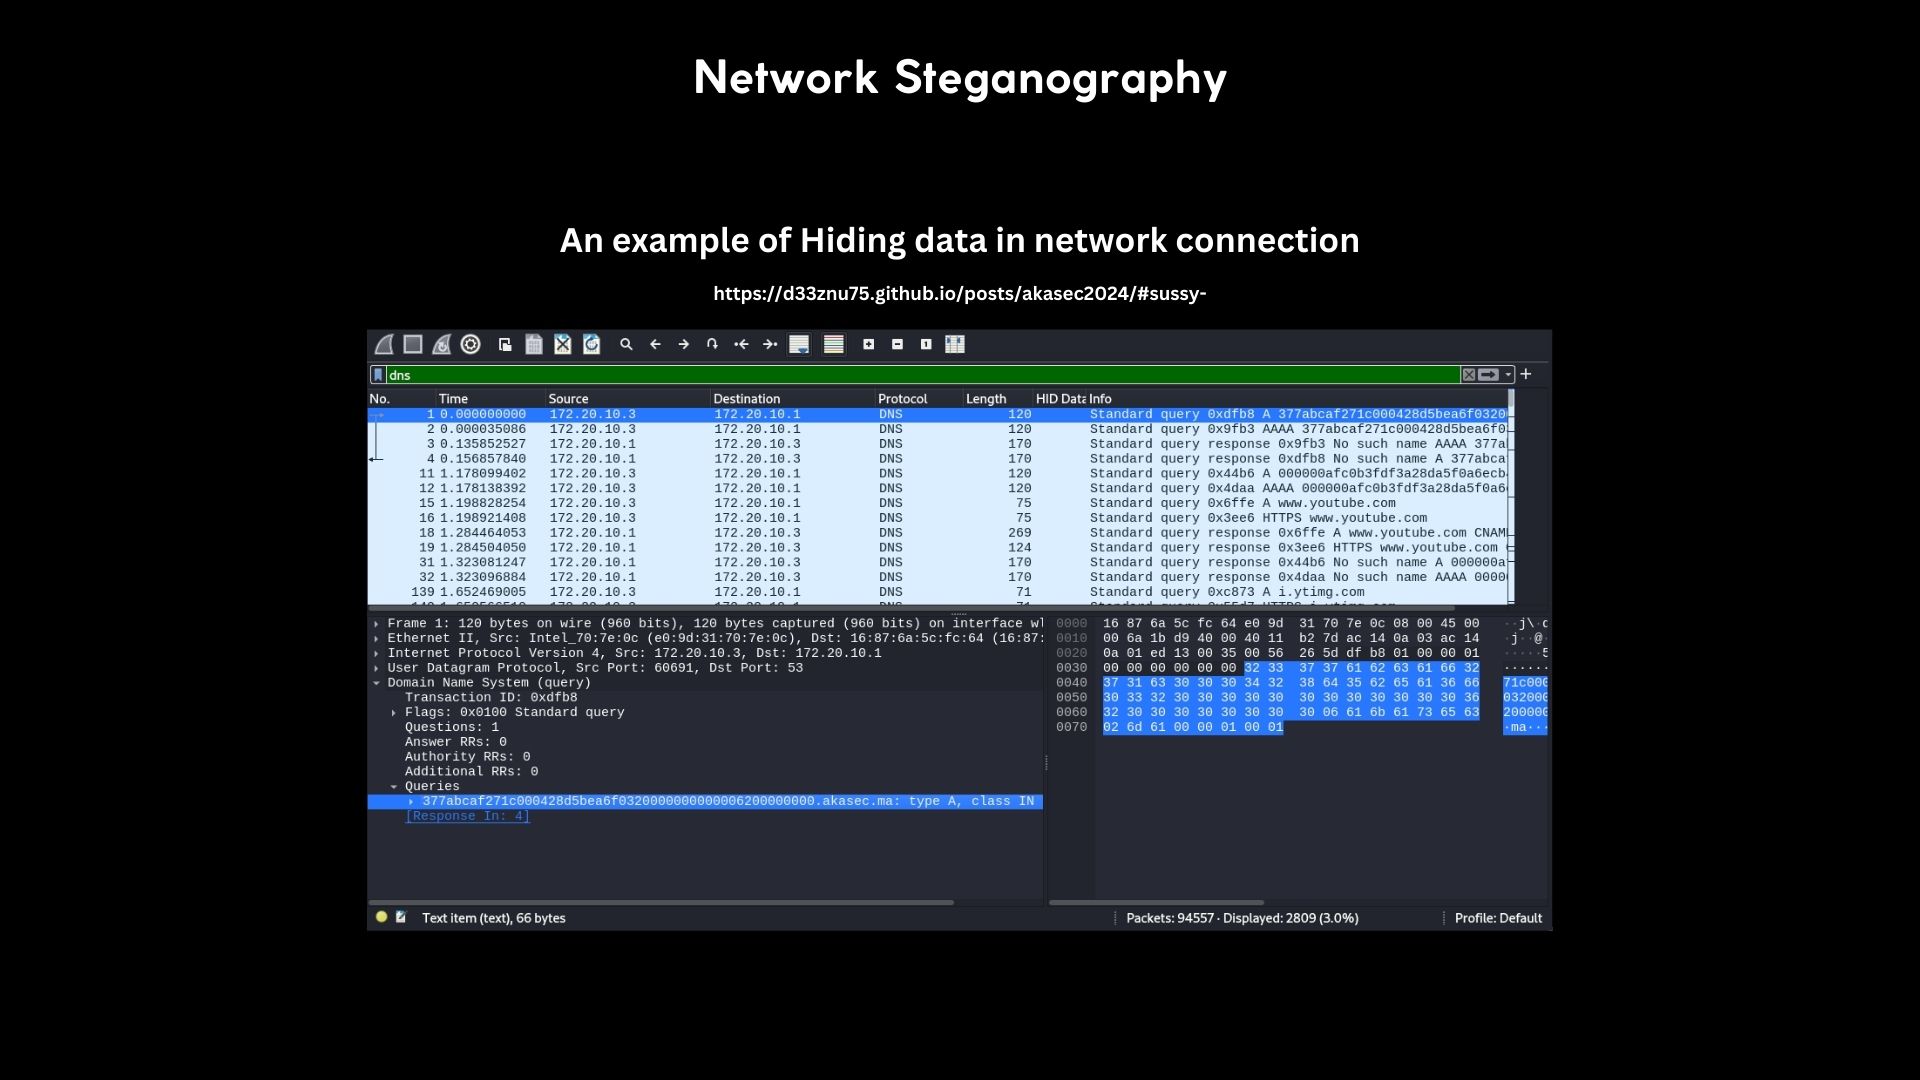 Network Steganography
An example of Hiding data in network connection
https://d33znu75.github.io/posts/akasec2024/#sussy-
dns
No. Time Source Destination Protocol Length HID Data Info
1 0.000000000 172.20.10.3 172.20.10.1 DNS 120 Standard query 0xdfb8 A 377abcaf271c000428d5bea6f0320
2 0.000035086 172.20.10.3 172.20.10.1 DNS 120 Standard query 0x9fb3 AAAA 377abcaf271c000428d5bea6f0
3 0.135852527 172.20.10.1 172.20.10.3 DNS 170 Standard query response 0x9fb3 No such name AAAA 377a
4 0.156857840 172.20.10.1 172.20.10.3 DNS 170 Standard query response 0xdfb8 No such name A 377abca
11 1.178099402 172.20.10.3 172.20.10.1 DNS 120 Standard query 0x44b6 A 000000afc0b3fdf3a28da5f0a6ecb
12 1.178138392 172.20.10.3 172.20.10.1 DNS 120 Standard query 0x4daa AAAA 000000afc0b3fdf3a28da5f0a6
15 1.198828254 172.20.10.3 172.20.10.1 DNS 75 Standard query 0x6ffe A www.youtube.com
16 1.198921408 172.20.10.3 172.20.10.1 DNS 75 Standard query 0x3ee6 HTTPS www.youtube.com
18 1.284464053 172.20.10.1 172.20.10.3 DNS 269 Standard query response 0x6ffe A www.youtube.com CNAM
19 1.284504050 172.20.10.1 172.20.10.3 DNS 124 Standard query response 0x3ee6 HTTPS www.youtube.com
31 1.323081247 172.20.10.1 172.20.10.3 DNS 170 Standard query response 0x44b6 No such name A 000000a
32 1.323096884 172.20.10.1 172.20.10.3 DNS 170 Standard query response 0x4daa No such name AAAA 0000
139 1.652469005 172.20.10.3 172.20.10.1 DNS 71 Standard query 0xc873 A i.ytimg.com
Frame 1: 120 bytes on wire (960 bits), 120 bytes captured (960 bits) on interface wl
Ethernet II, Src: Intel_70:7e:0c (e0:9d:31:70:7e:0c), Dst: 16:87:6a:5c:fc:64 (16:87:
Internet Protocol Version 4, Src: 172.20.10.3, Dst: 172.20.10.1
User Datagram Protocol, Src Port: 60691, Dst Port: 53
Domain Name System (query)
Transaction ID: 0xdfb8
Flags: 0x0100 Standard query
Questions: 1
Answer RRs: 0
Authority RRs: 0
Additional RRs: 0
Queries
377abcaf271c000428d5bea6f0320000000000006200000000.akasec.ma: type A, class IN
[Response In: 4]
0000 16 87 6a 5c fc 64 e0 9d 31 70 7e 0c 08 00 45 00 ··j\·d
0010 00 6a 1b d9 40 00 40 11 b2 7d ac 14 0a 03 ac 14 ·j··@·
0020 0a 01 ed 13 00 35 00 56 26 5d df b8 01 00 00 01 ·····5
0030 00 00 00 00 00 00 32 33 37 37 61 62 63 61 66 32 ······
0040 37 31 63 30 30 30 34 32 38 64 35 62 65 61 36 66 71c000
0050 30 33 32 30 30 30 30 30 30 30 30 30 30 30 30 36 032000
0060 32 30 30 30 30 30 30 30 30 06 61 6b 61 73 65 63 200000
0070 02 6d 61 00 00 01 00 01 ·ma···
Text item (text), 66 bytes
Packets: 94557 · Displayed: 2809 (3.0%)
Profile: Default